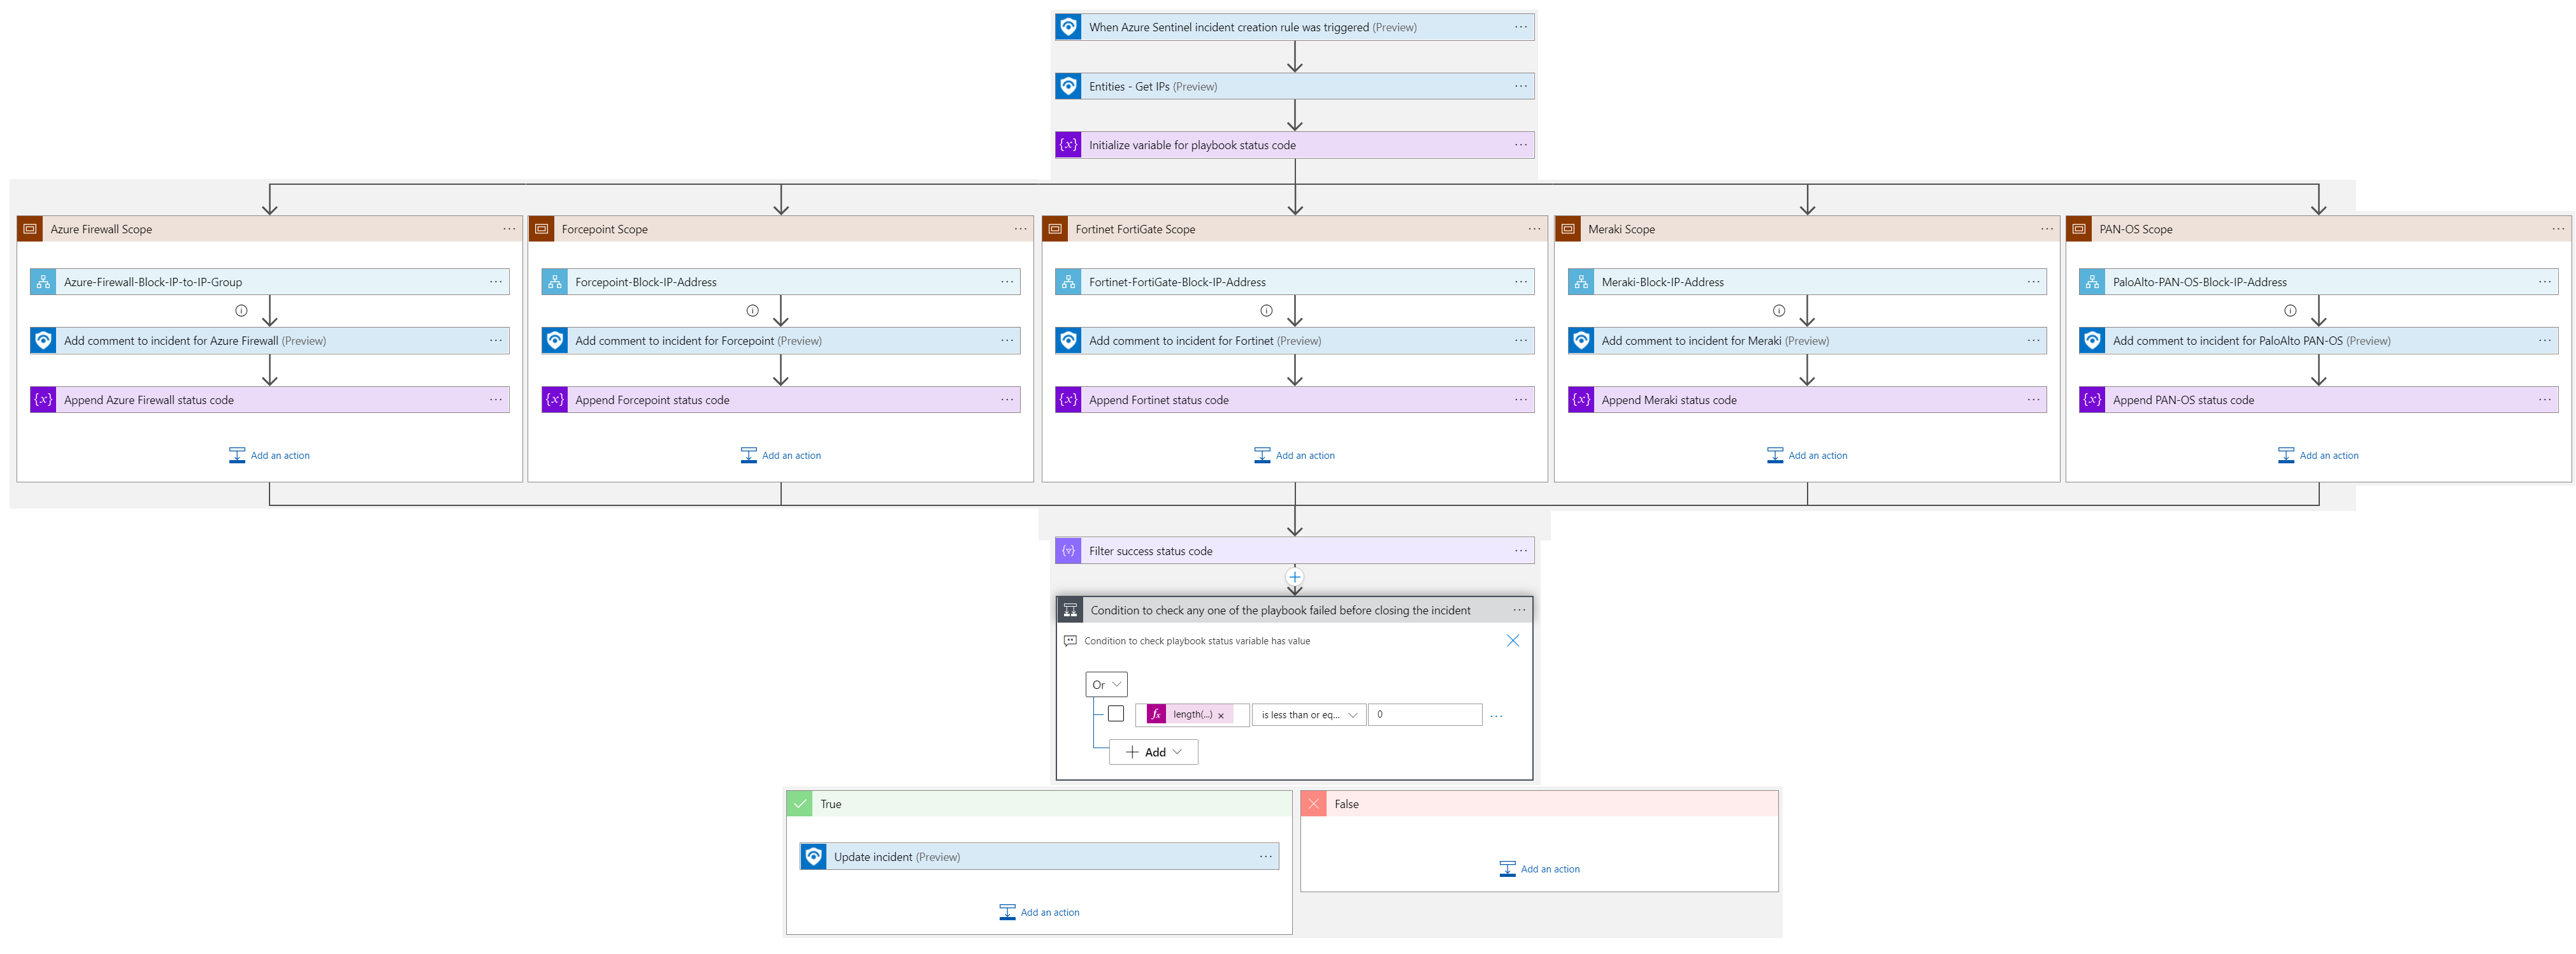 When Azure Sentinel incident creation rule was triggered (Preview)
Entities - Get IPs (Preview)
{x} Initialize variable for playbook status code
Azure Firewall Scope
Azure-Firewall-Block-IP-to-IP-Group
Add comment to incident for Azure Firewall (Preview)
{x} Append Azure Firewall status code
Add an action
Forcepoint Scope
Forcepoint-Block-IP-Address
Add comment to incident for Forcepoint (Preview)
{x} Append Forcepoint status code
Add an action
Fortinet FortiGate Scope
Fortinet-FortiGate-Block-IP-Address
Add comment to incident for Fortinet (Preview)
{x} Append Fortinet status code
Add an action
Meraki Scope
Meraki-Block-IP-Address
Add comment to incident for Meraki (Preview)
{x} Append Meraki status code
Add an action
PAN-OS Scope
PaloAlto-PAN-OS-Block-IP-Address
Add comment to incident for PaloAlto PAN-OS (Preview)
{x} Append PAN-OS status code
Add an action
Filter success status code
Condition to check any one of the playbook failed before closing the incident
Condition to check playbook status variable has value
Or
fx length(...) × is less than or eq... 0
+ Add
True
Update incident (Preview)
Add an action
False
Add an action